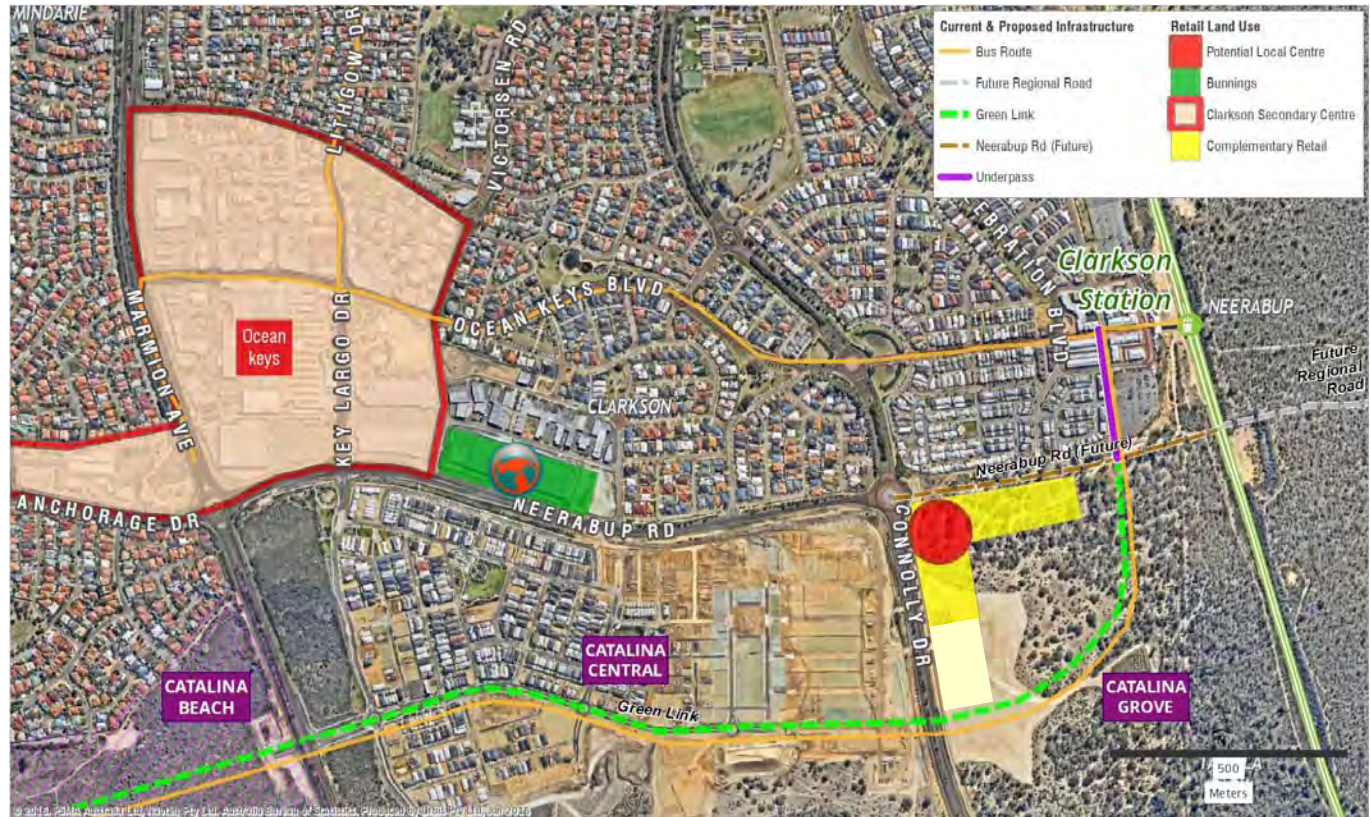 MINDARIE
LITHGOW DR
VICTORSEN RD
Current & Proposed Infrastructure
Bus Route
Future Regional Road
Green Link
Neerabup Rd (Future)
Underpass
Retail Land Use
Potential Local Centre
Bunnings
Clarkson Secondary Centre
Complementary Retail
BLVD
Clarkson
Station
NEERABUP
Future
Regional
Road
OCEAN KEYS BLVD
MARMION AVE
Ocean
keys
KEY LARGO DR
CLARKSON
Neerabup Rd (Future)
ANCHORAGE DR
NEERABUP RD
CONNOLLY DR
CATALINA
CENTRAL
CATALINA
BEACH
CATALINA
GROVE
Green Link
500
Meters